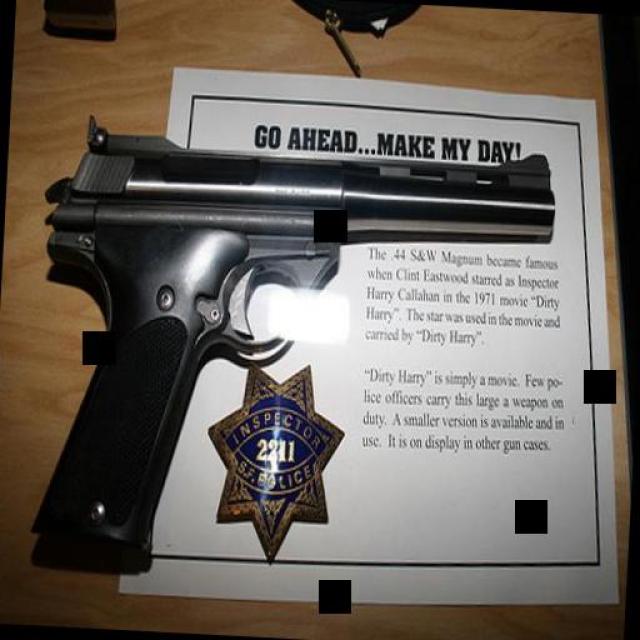 GO AHEAD...MAKE MY DAY!
The .44 S&W Magnum became famous
when Clint Eastwood starred as Inspector
Harry Callahan in the 1971 movie “Dirty
Harry”. The star was used in the movie and
carried by “Dirty Harry”.
“Dirty Harry” is simply a movie. Few po-
lice officers carry this large a weapon on
duty. A smaller version is available and in
use. It is on display in other gun cases.
INSPECTOR
2211
S.F. POLICE